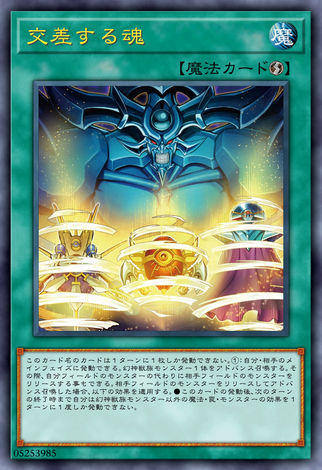 交差する魂
魔
【魔法カード】
このカード名のカードは１ターンに１枚しか発動できない。①：自分・相手のメ
インフェイズに発動できる。幻神獣族モンスター１体をアドバンス召喚する。そ
の際、自分フィールドのモンスターの代わりに相手フィールドのモンスターを
リリースする事もできる。相手フィールドのモンスターをリリースしてアドバ
ンス召喚した場合、以下の効果を適用する。●このカードの発動後、次のターン
の終了時まで自分は幻神獣族モンスター以外の魔法・罠・モンスターの効果を１
ターンに１度しか発動できない。
05253985